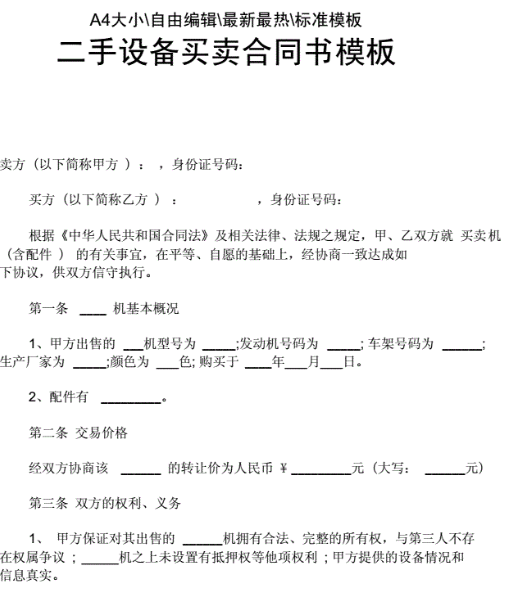 A4大小\自由编辑\最新最热\标准模板
二手设备买卖合同书模板
卖方（以下简称甲方 ）： ，身份证号码：
买方（以下简称乙方 ） ： ，身份证号码：
根据《中华人民共和国合同法》及相关法律、法规之规定，甲、乙双方就 买卖机
（含配件 ） 的有关事宜，在平等、自愿的基础上，经协商一致达成如
下协议，供双方信守执行。
第一条 ____ 机基本概况
1、甲方出售的 ___机型号为 _____;发动机号码为 _____; 车架号码为 ______;
生产厂家为 _____;颜色为 ___色; 购买于 ____年___月___日。
2、配件有 _________。
第二条 交易价格
经双方协商该 ______ 的转让价为人民币 ￥_________元（大写： ______元)
第三条 双方的权利、义务
1、 甲方保证对其出售的 ______机拥有合法、完整的所有权，与第三人不存
在权属争议 ; ______机之上未设置有抵押权等他项权利 ; 甲方提供的设备情况和
信息真实。